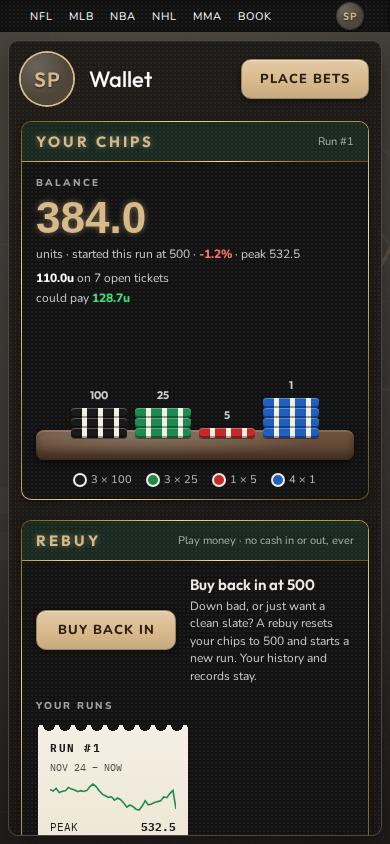 NFL MLB NBA NHL MMA BOOK SP
SP Wallet PLACE BETS
YOUR CHIPS Run #1
BALANCE
384.0
units · started this run at 500 · -1.2% · peak 532.5
110.0u on 7 open tickets
could pay 128.7u
100 25 5 1
3 × 100 3 × 25 1 × 5 4 × 1
REBUY Play money · no cash in or out, ever
BUY BACK IN
Buy back in at 500
Down bad, or just want a
clean slate? A rebuy resets
your chips to 500 and starts a
new run. Your history and
records stay.
YOUR RUNS
RUN #1
NOV 24 – NOW
PEAK 532.5